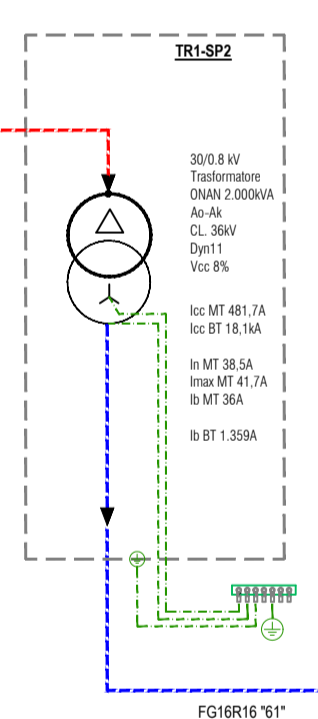 TR1-SP2
30/0.8 kV
Trasformatore
ONAN 2.000kVA
Ao-Ak
CL. 36kV
Dyn11
Vcc 8%
Icc MT 481,7A
Icc BT 18,1kA
In MT 38,5A
Imax MT 41,7A
Ib MT 36A
Ib BT 1.359A
FG16R16 "61"